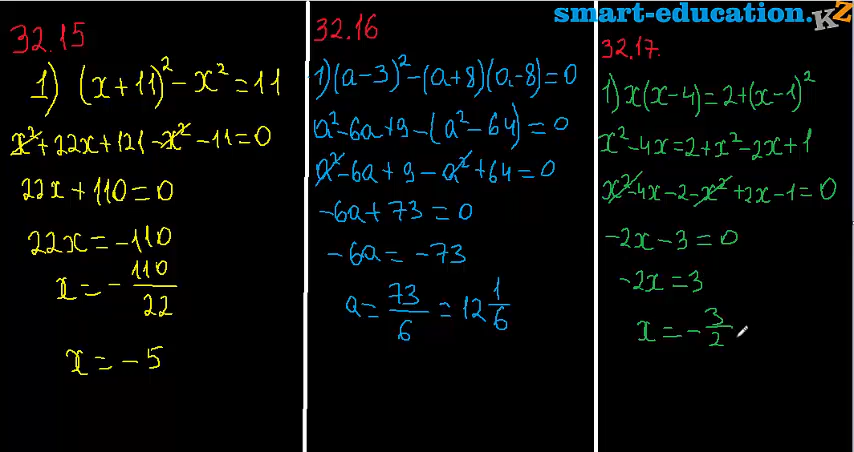 smart-education.KZ
32.15
1) (x+11)²-x²=11
x²+22x+121-x²-11=0
22x+110=0
22x=-110
x=-110/22
x=-5
32.16
1)(a-3)²-(a+8)(a-8)=0
a²-6a+9-(a²-64)=0
a²-6a+9-a²+64=0
-6a+73=0
-6a=-73
a=73/6=12 1/6
32.17.
1) x(x-4)=2+(x-1)²
x²-4x=2+x²-2x+1
x²-4x-2-x²+2x-1=0
-2x-3=0
-2x=3
x=-3/2